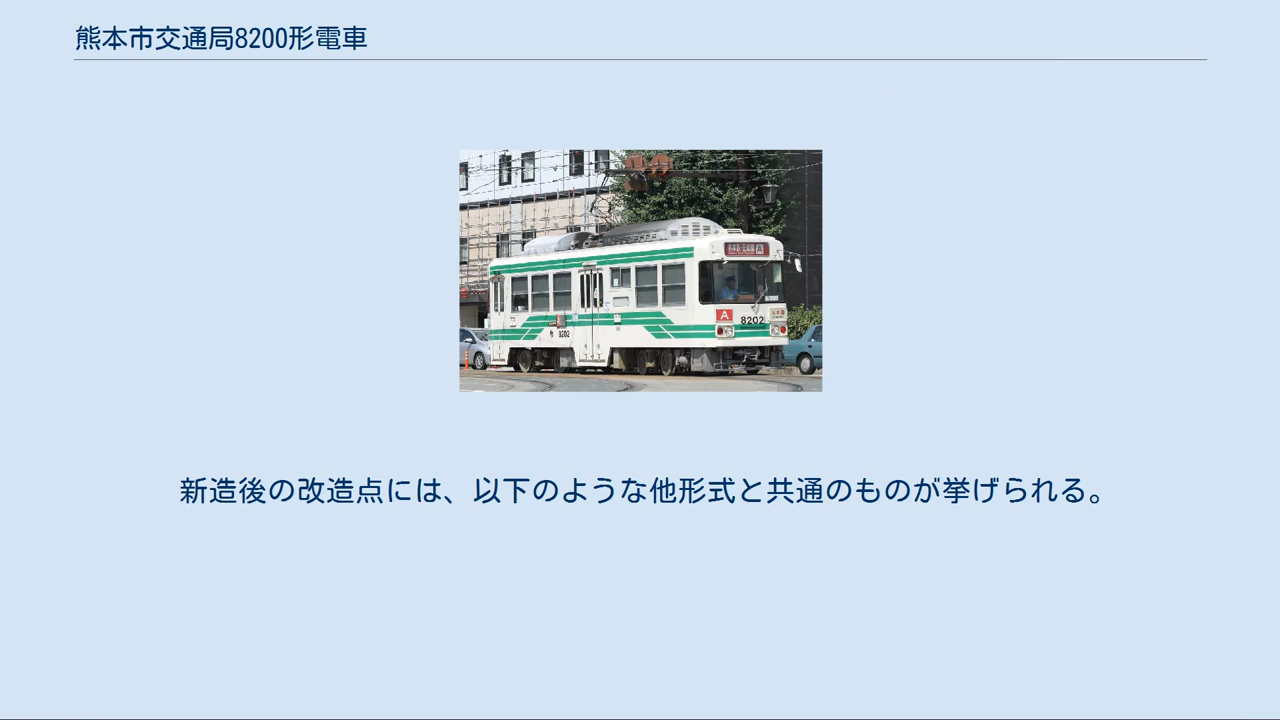 熊本市交通局8200形電車
A
8202
8202
新造後の改造点には、以下のような他形式と共通のものが挙げられる。